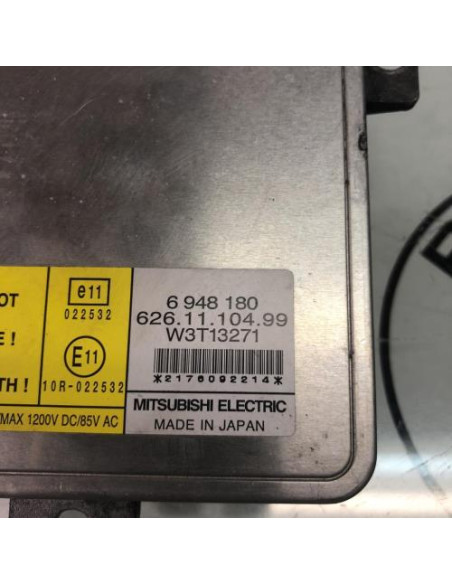 OT
E !
TH !
/MAX 1200V DC/85V AC
e11
022532
E11
10R-022532
6 948 180
626.11.104.99
W3T13271
*2176092214*
MITSUBISHI ELECTRIC
MADE IN JAPAN